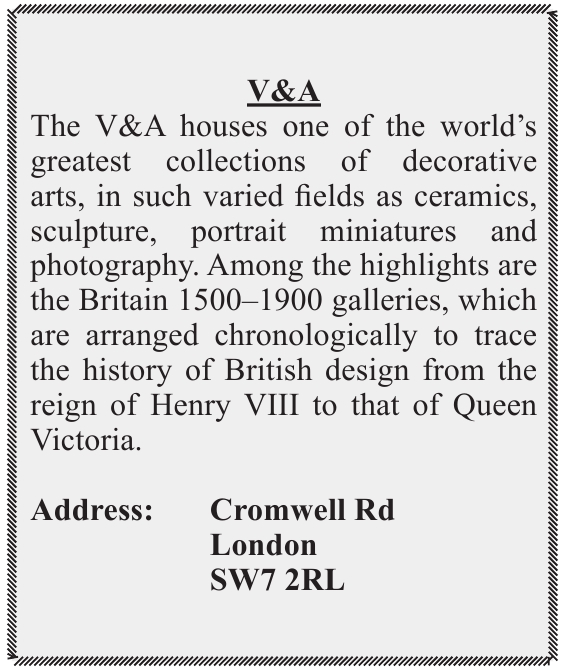 V&A
The V&A houses one of the world’s
greatest collections of decorative
arts, in such varied fields as ceramics,
sculpture, portrait miniatures and
photography. Among the highlights are
the Britain 1500–1900 galleries, which
are arranged chronologically to trace
the history of British design from the
reign of Henry VIII to that of Queen
Victoria.
Address: Cromwell Rd
London
SW7 2RL